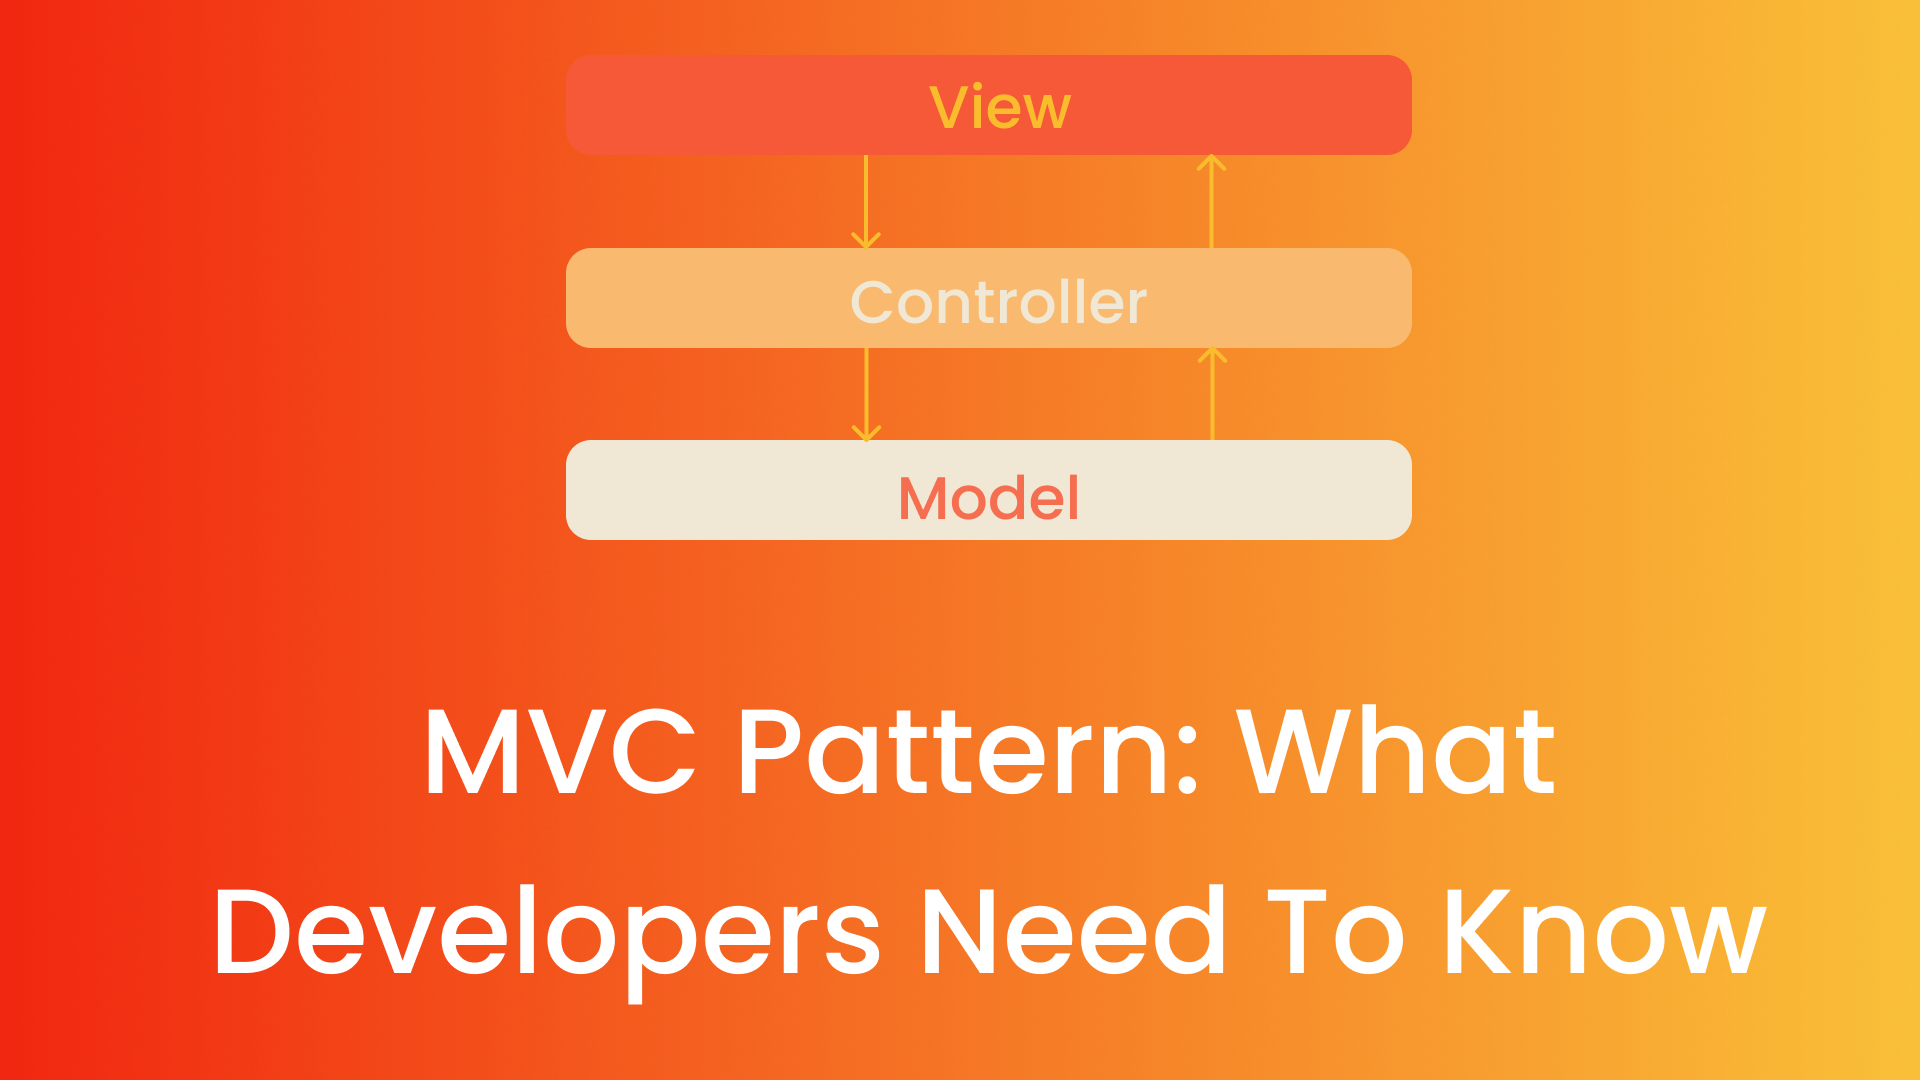 View
Controller
Model
MVC Pattern: What
Developers Need To Know